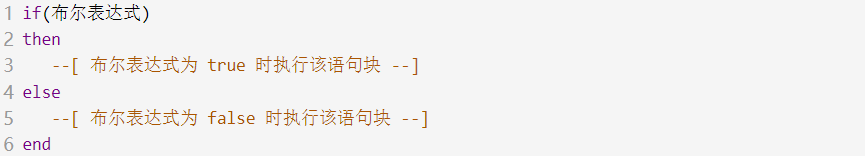 1 if(布尔表达式)
2 then
3    --[ 布尔表达式为 true 时执行该语句块 --]
4 else
5    --[ 布尔表达式为 false 时执行该语句块 --]
6 end